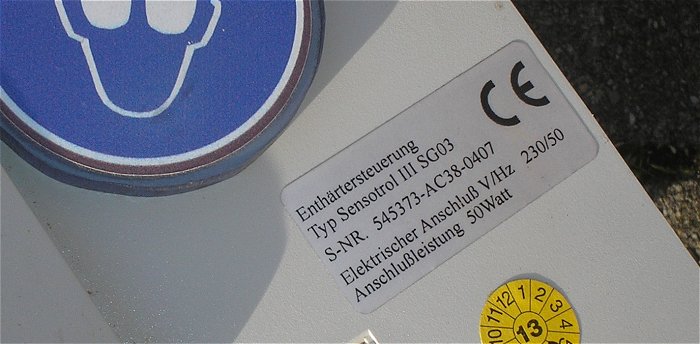 CE
Enthärtersteuerung
Typ Sensotrol III SG03
S-NR. 545373-AC38-0407
Elektrischer Anschluß V/Hz 230/50
Anschlußleistung 50Watt
10 11 12 1 2 3 4 5
13